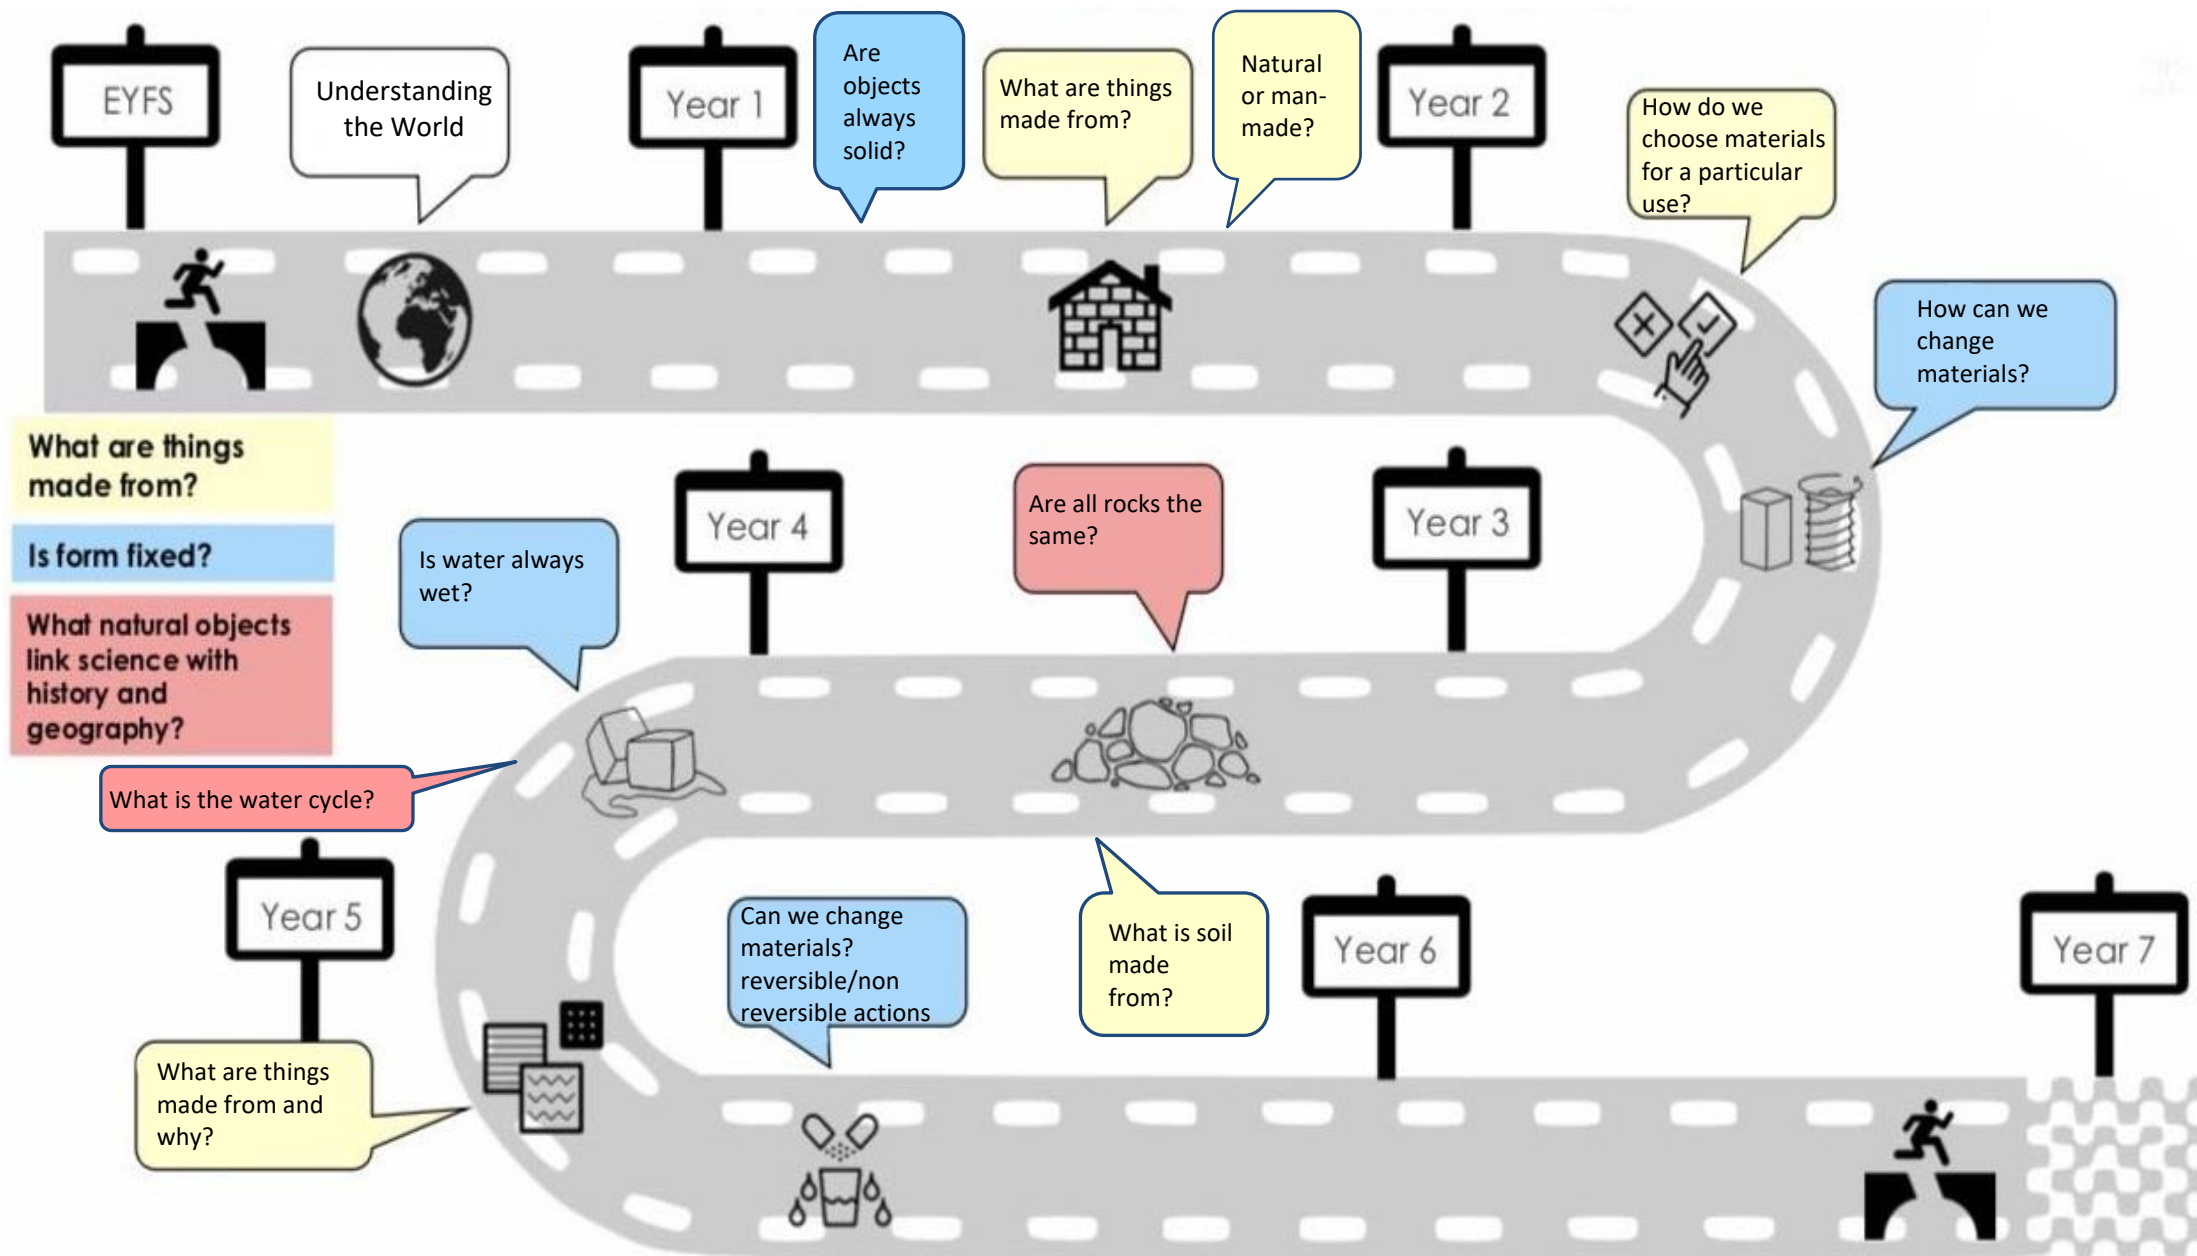 EYFS
Understanding
the World
Year 1
Are
objects
always
solid?
What are things
made from?
Natural
or man-
made?
Year 2
How do we
choose materials
for a particular
use?
How can we
change
materials?
What are things
made from?
Is form fixed?
What natural objects
link science with
history and
geography?
Year 3
Are all rocks the
same?
What is soil
made
from?
Year 4
Is water always
wet?
What is the water cycle?
Year 5
What are things
made from and
why?
Can we change
materials?
reversible/non
reversible actions
Year 6
Year 7